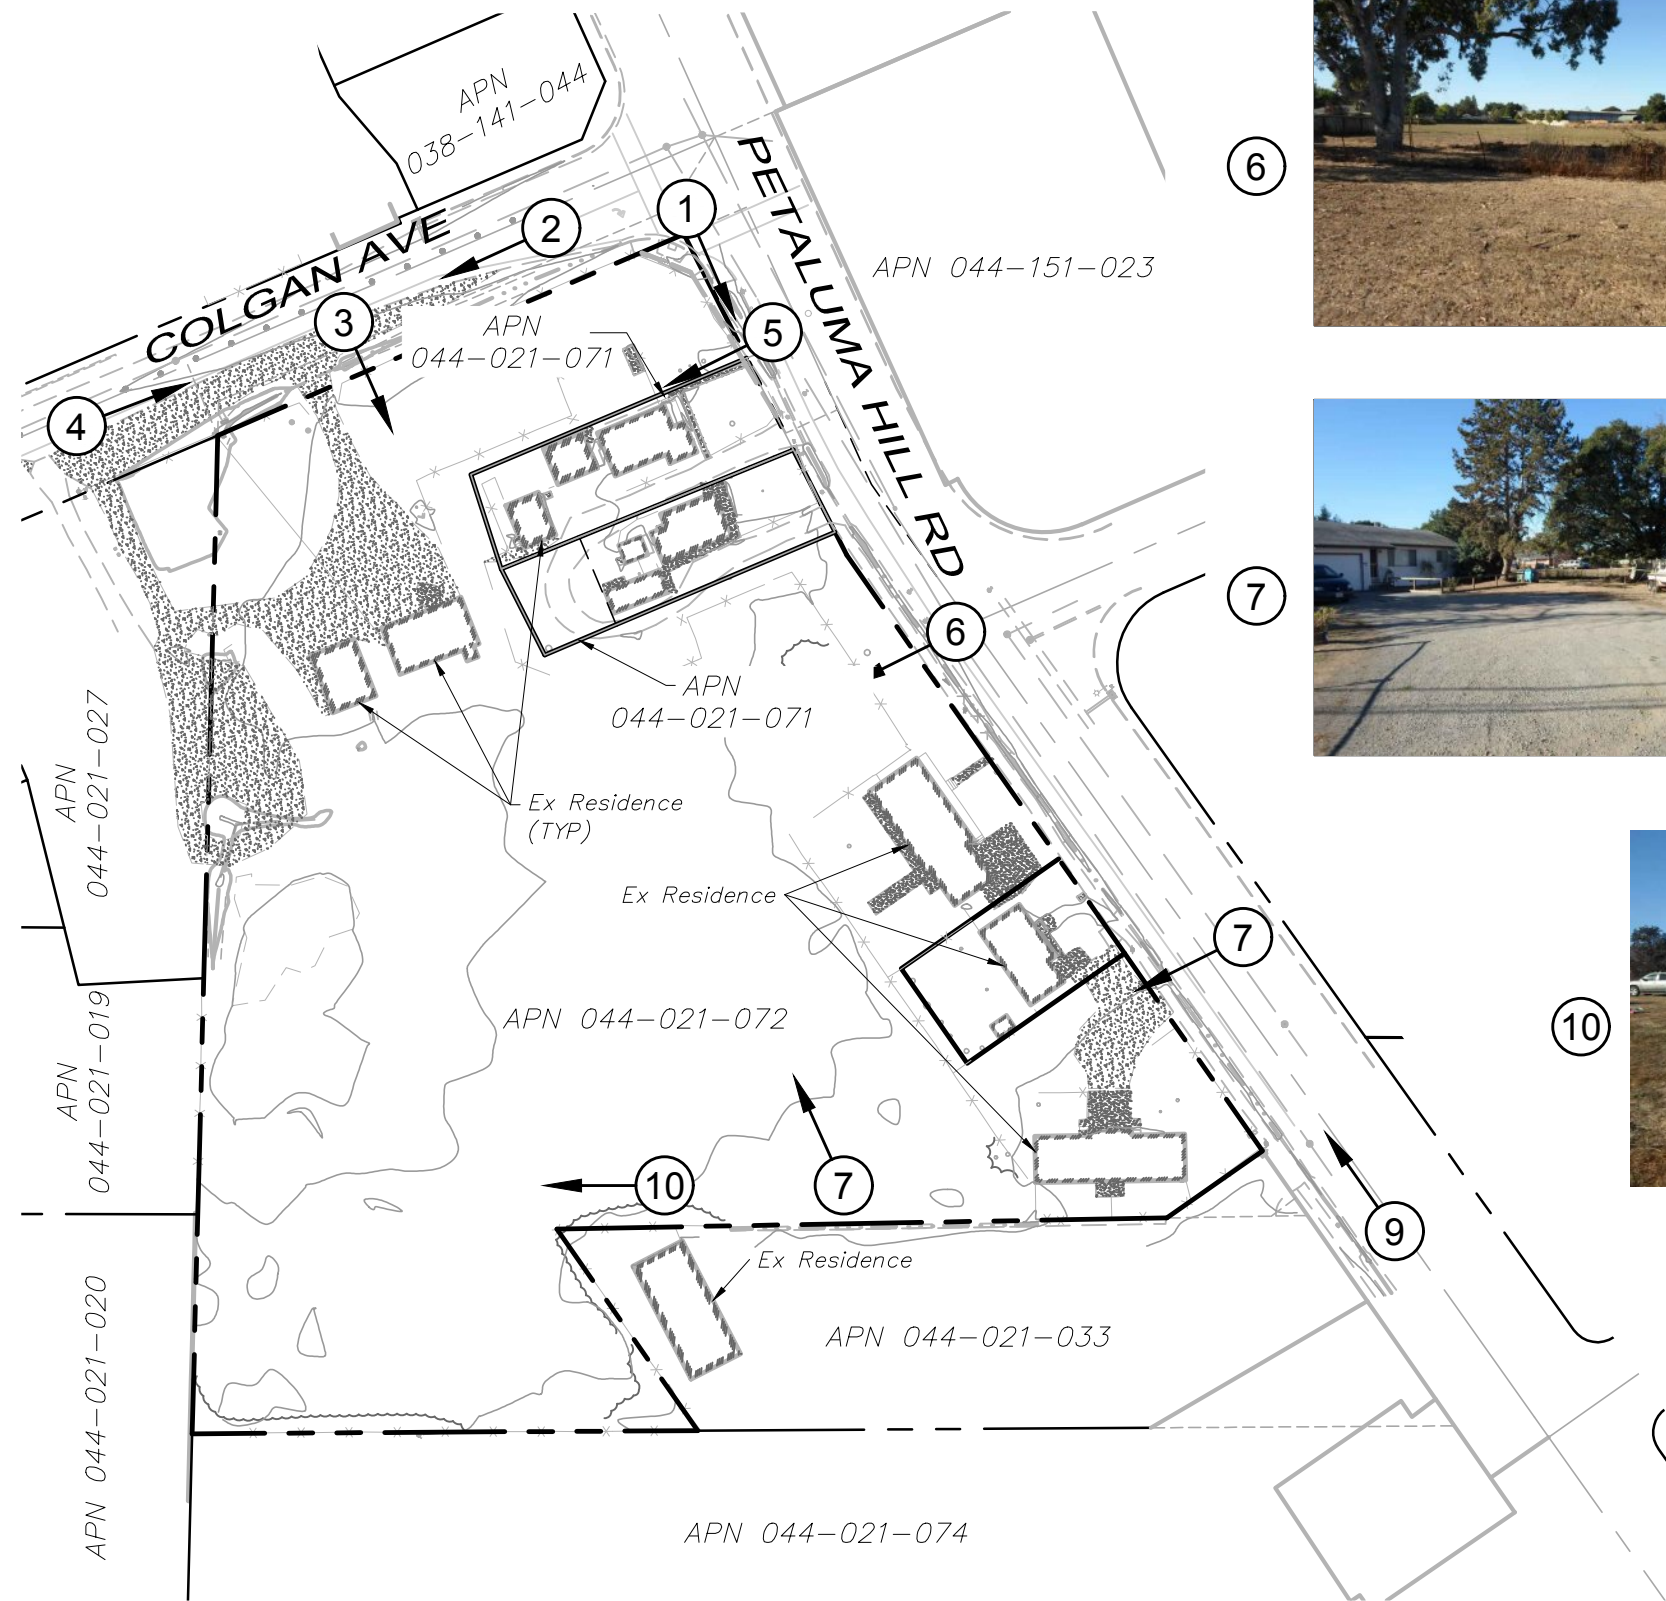 APN
038-141-044
PETALUMA HILL RD
COLGAN AVE
1
2
3
4
5
6
APN 044-151-023
APN
044-021-071
6
7
APN
044-021-071
APN
044-021-027
Ex Residence
(TYP)
Ex Residence
7
APN 044-021-072
10
APN
044-021-019
10
7
9
Ex Residence
APN 044-021-033
APN 044-021-020
APN 044-021-074